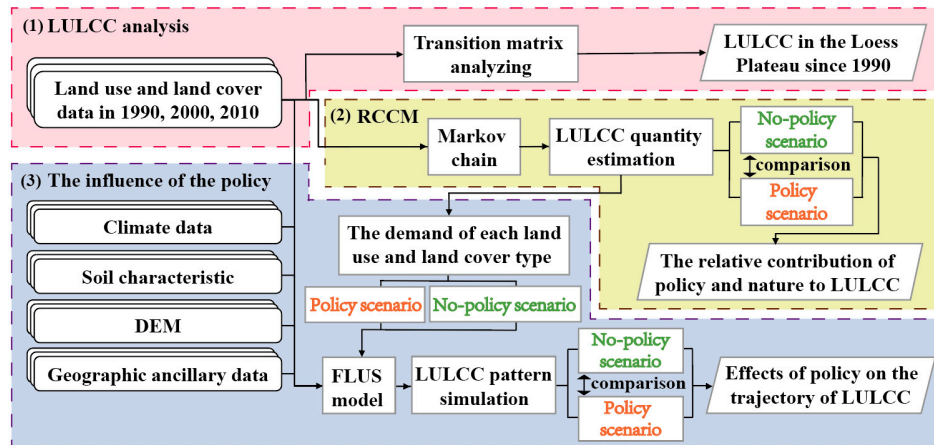 (1) LULCC analysis
Land use and land cover
data in 1990, 2000, 2010
Transition matrix
analyzing
LULCC in the Loess
Plateau since 1990
(2) RCCM
Markov
chain
LULCC quantity
estimation
No-policy
scenario
comparison
Policy
scenario
The relative contribution of
policy and nature to LULCC
(3) The influence of the policy
Climate data
Soil characteristic
DEM
Geographic ancillary data
The demand of each land
use and land cover type
Policy scenario
No-policy scenario
FLUS
model
LULCC pattern
simulation
No-policy
scenario
comparison
Policy
scenario
Effects of policy on the
trajectory of LULCC